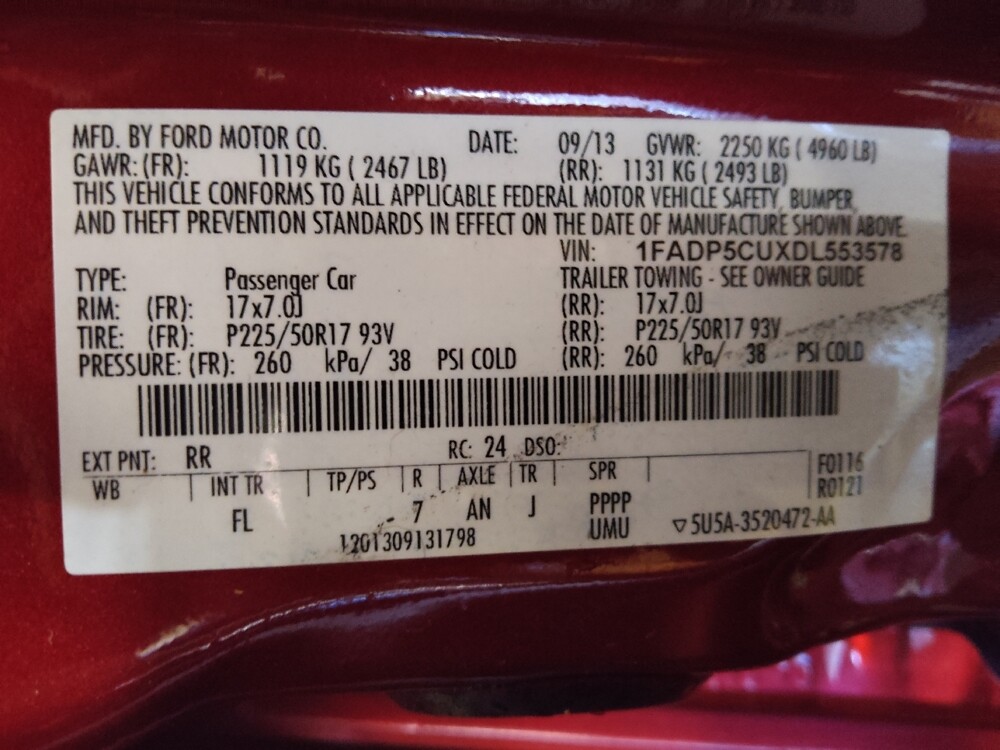 MFD. BY FORD MOTOR CO. DATE: 09/13 GVWR: 2250 KG ( 4960 LB)
GAWR: (FR): 1119 KG ( 2467 LB) (RR): 1131 KG ( 2493 LB)
THIS VEHICLE CONFORMS TO ALL APPLICABLE FEDERAL MOTOR VEHICLE SAFETY, BUMPER,
AND THEFT PREVENTION STANDARDS IN EFFECT ON THE DATE OF MANUFACTURE SHOWN ABOVE.
VIN: 1FADP5CUXDL553578
TYPE: Passenger Car TRAILER TOWING - SEE OWNER GUIDE
RIM: (FR): 17x7.0J (RR): 17x7.0J
TIRE: (FR): P225/50R17 93V (RR): P225/50R17 93V
PRESSURE: (FR): 260 kPa/ 38 PSI COLD (RR): 260 kPa/ 38 PSI COLD
EXT PNT: RR RC: 24 DSO:
WB INT TR TP/PS R AXLE TR SPR F0116
R0121
FL 7 AN J PPPP
1201309131798 UMU ▽5U5A-3520472-AA